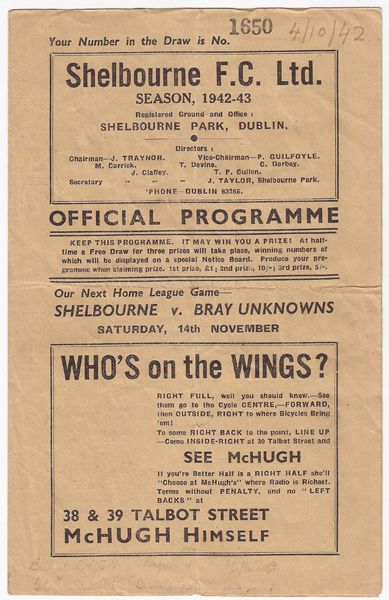 Your Number in the Draw is No. 1650
4/10/42
Shelbourne F.C. Ltd.
SEASON, 1942-43
Registered Ground and Office :
SHELBOURNE PARK, DUBLIN.
Directors :
Chairman—J. TRAYNOR. Vice-Chairman—P. GUILFOYLE.
M. Carrick. T. Devine. C. Darbey.
J. Claffey. T. P. Cullen.
Secretary - - - J. TAYLOR, Shelbourne Park.
'PHONE—DUBLIN 63266.
OFFICIAL PROGRAMME
KEEP THIS PROGRAMME. IT MAY WIN YOU A PRIZE! At half-
time a Free Draw for three prizes will take place, winning numbers of
which will be displayed on a special Notice Board. Produce your pro-
gramme when claiming prize. 1st prize, £1; 2nd prize, 10/-; 3rd prize, 5/-.
Our Next Home League Game—
SHELBOURNE v. BRAY UNKNOWNS
SATURDAY, 14th NOVEMBER
WHO'S on the WINGS?
RIGHT FULL, well you should know.—See
them go to the Cycle CENTRE,—FORWARD,
then OUTSIDE, RIGHT to where Bicycles Bring
'em!
To some RIGHT BACK to the point, LINE UP
—Come INSIDE-RIGHT at 39 Talbot Street and
SEE McHUGH
If you're Better Half is a RIGHT HALF she'll
"Choose at McHugh's" where Radio is Richest.
Terms without PENALTY, and no "LEFT
BACKS" at
38 & 39 TALBOT STREET
McHUGH HIMSELF